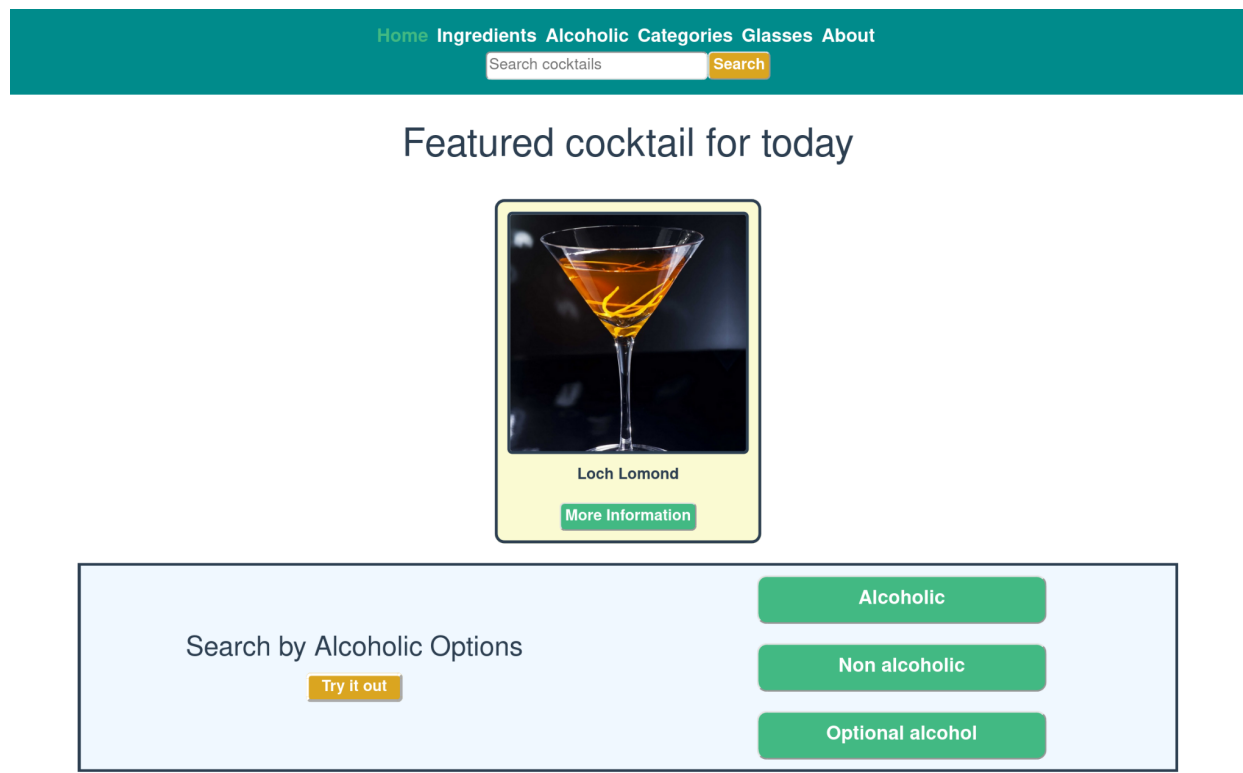 Home Ingredients Alcoholic Categories Glasses About
Search cocktails Search
Featured cocktail for today
Loch Lomond
More Information
Search by Alcoholic Options
Try it out
Alcoholic
Non alcoholic
Optional alcohol